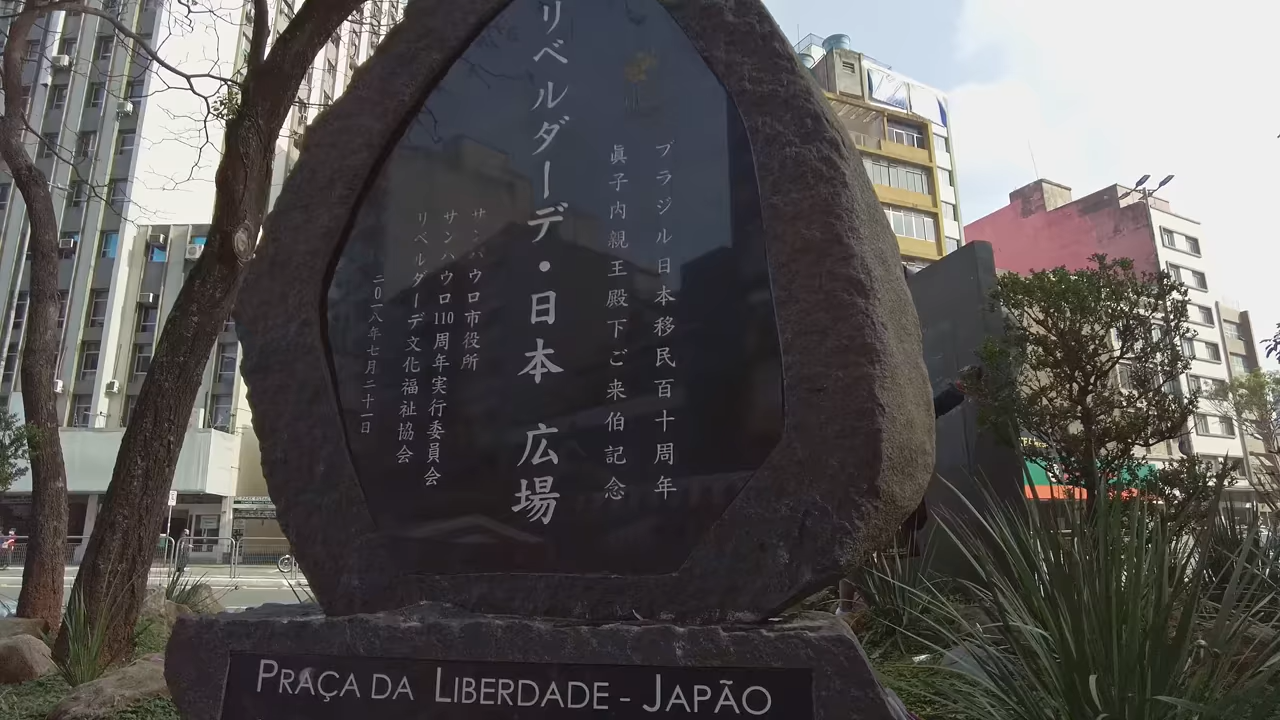 ブラジル日本移民百十周年
眞子内親王殿下ご来伯記念
リベルダーデ・日本 広場
サンパウロ市役所
サンパウロ110周年実行委員会
リベルダーデ文化福祉協会
二〇一八年七月二十一日
PRAÇA DA LIBERDADE - JAPÃO